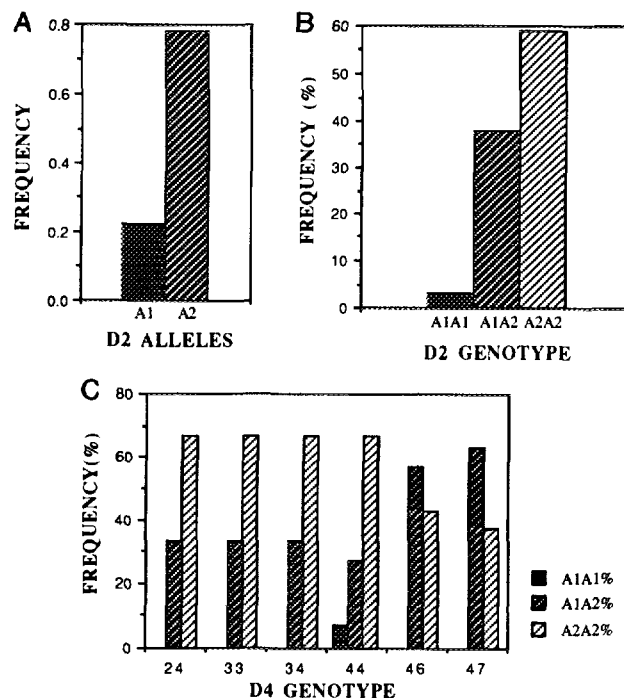 A
FREQUENCY
0.8
0.6
0.4
0.2
0.0
A1 A2
D2 ALLELES
B
FREQUENCY (%)
60
50
40
30
20
10
0
A1A1 A1A2 A2A2
D2 GENOTYPE
C
FREQUENCY(%)
80
60
40
20
0
24 33 34 44 46 47
D4 GENOTYPE
A1A1%
A1A2%
A2A2%